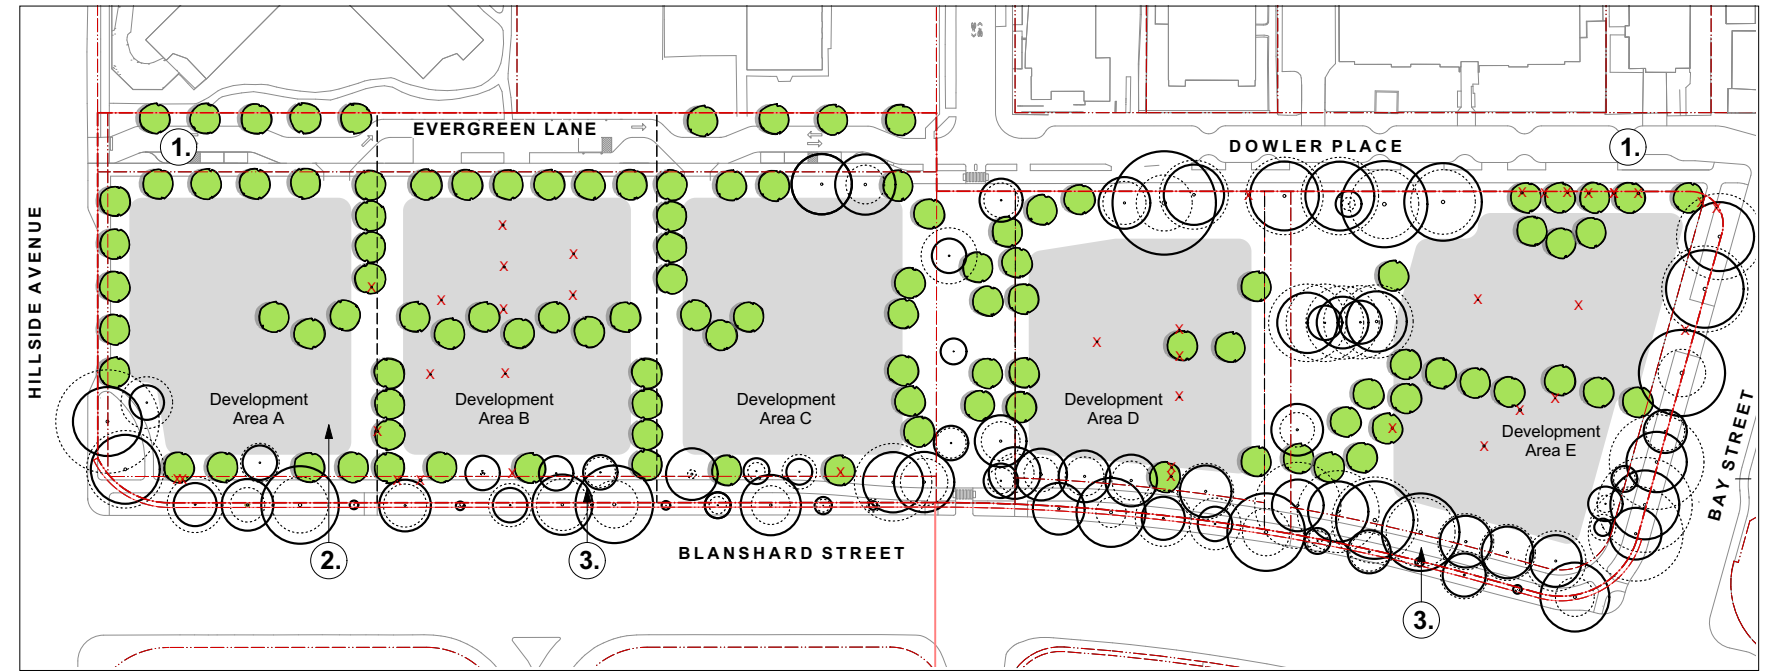 EVERGREEN LANE
DOWLER PLACE
1.
1.
HILLSIDE AVENUE
Development
Area A
Development
Area B
Development
Area C
Development
Area D
Development
Area E
BAY STREET
BLANSHARD STREET
2.
3.
3.